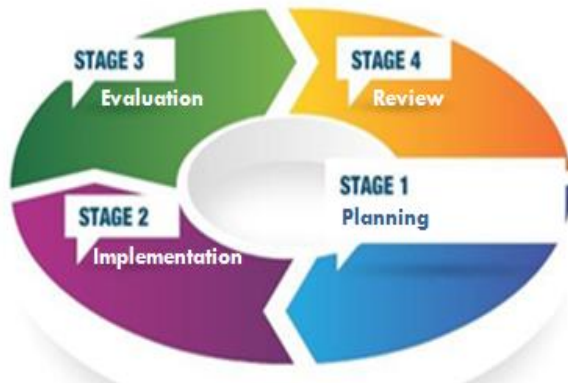 STAGE 3
Evaluation
STAGE 4
Review
STAGE 1
Planning
STAGE 2
Implementation